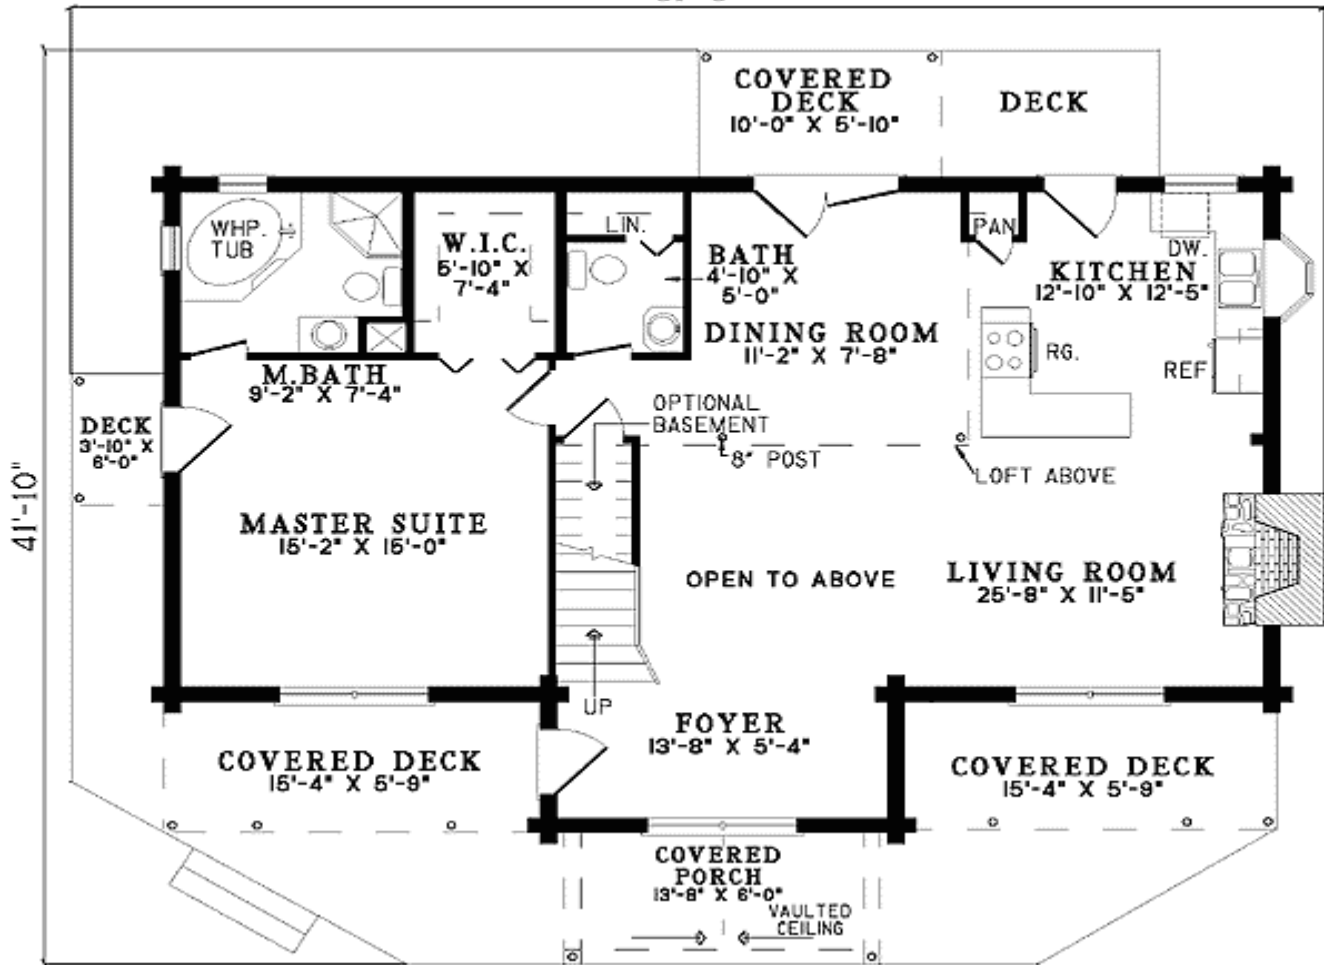 COVERED
DECK
10'-0" X 5'-10"
DECK
WHP.
TUB
W.I.C.
5'-10" X
7'-4"
LIN.
BATH
4'-10" X
5'-0"
PAN
DW.
KITCHEN
12'-10" X 12'-5"
DINING ROOM
11'-2" X 7'-8"
RG.
REF
M.BATH
9'-2" X 7'-4"
DECK
3'-10" X
6'-0"
OPTIONAL
BASEMENT
8" POST
LOFT ABOVE
41'-10"
MASTER SUITE
15'-2" X 15'-0"
OPEN TO ABOVE
LIVING ROOM
25'-8" X 11'-5"
UP
FOYER
13'-8" X 5'-4"
COVERED DECK
15'-4" X 5'-9"
COVERED DECK
15'-4" X 5'-9"
COVERED
PORCH
13'-8" X 6'-0"
VAULTED
CEILING